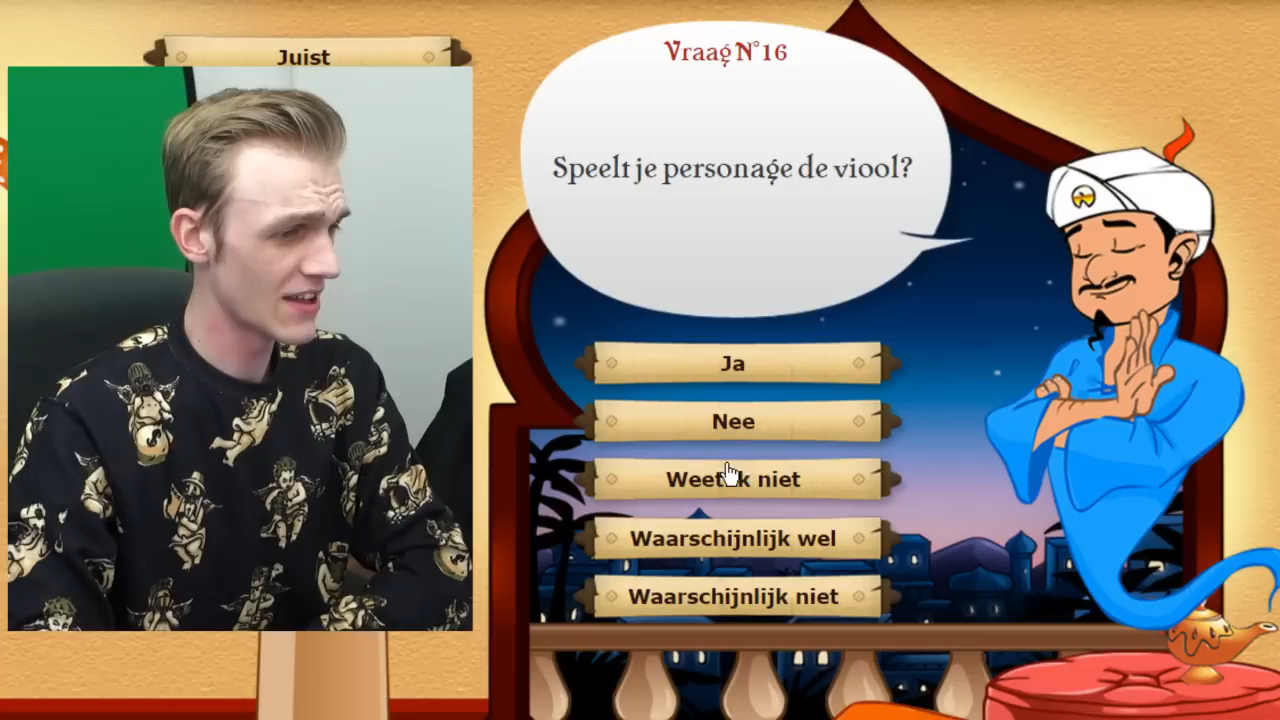 Juist
Vraag N°16
Speelt je personage de viool?
Ja
Nee
Weet ik niet
Waarschijnlijk wel
Waarschijnlijk niet